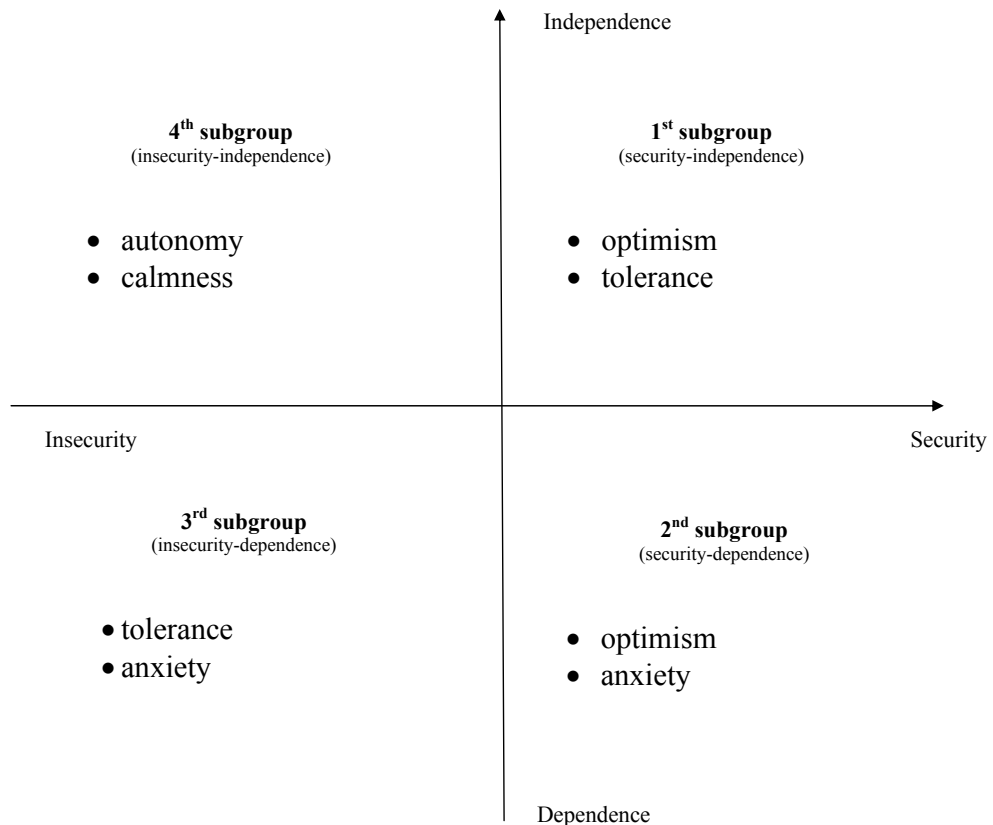 Independence
4th subgroup
(insecurity-independence)
• autonomy
• calmness
1st subgroup
(security-independence)
• optimism
• tolerance
Insecurity
Security
3rd subgroup
(insecurity-dependence)
• tolerance
• anxiety
2nd subgroup
(security-dependence)
• optimism
• anxiety
Dependence